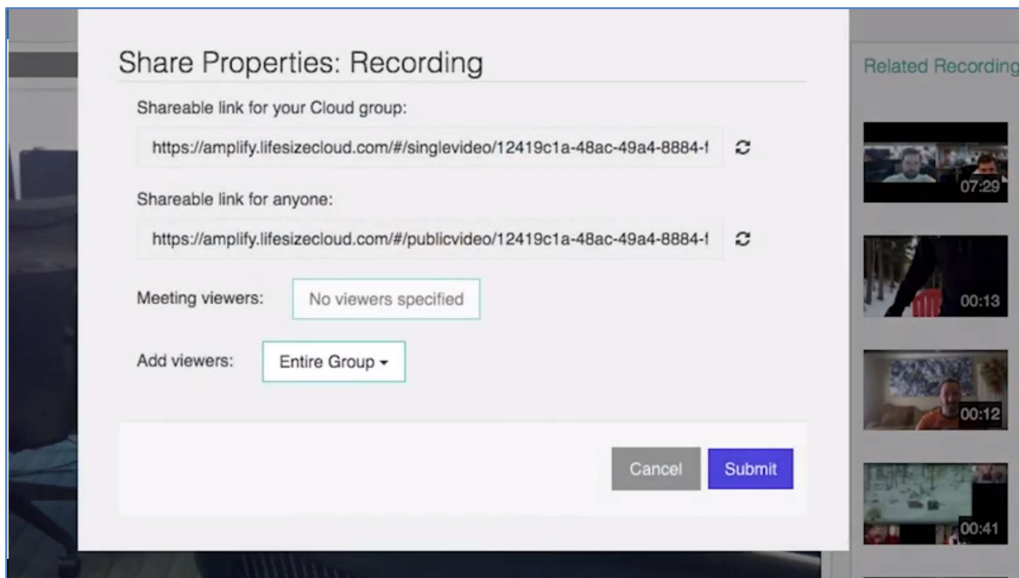 Share Properties: Recording
Shareable link for your Cloud group:
https://amplify.lifesizecloud.com/#/singlevideo/12419c1a-48ac-49a4-8884-f
Shareable link for anyone:
https://amplify.lifesizecloud.com/#/publicvideo/12419c1a-48ac-49a4-8884-f
Meeting viewers: No viewers specified
Add viewers: Entire Group
Cancel Submit
Related Recording
07:29
00:13
00:12
00:41